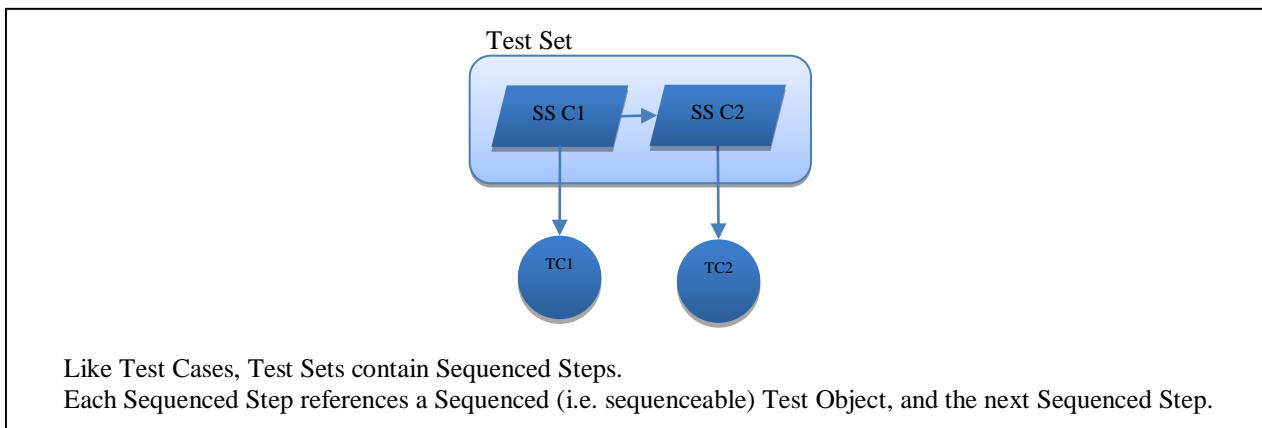 Test Set
SS C1
SS C2
TC1
TC2
Like Test Cases, Test Sets contain Sequenced Steps.
Each Sequenced Step references a Sequenced (i.e. sequenceable) Test Object, and the next Sequenced Step.